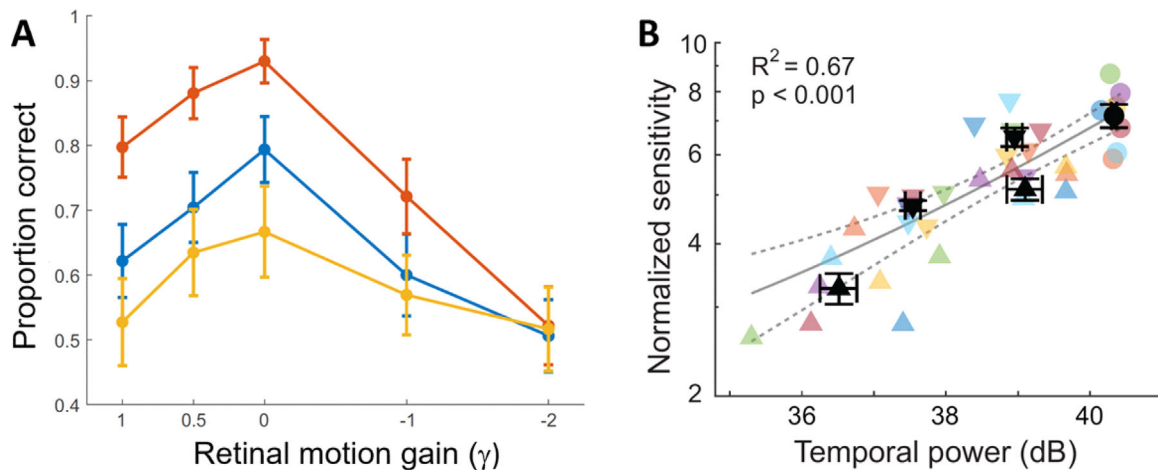 A
1
0.9
0.8
0.7
0.6
0.5
0.4
Proportion correct
1 0.5 0 -1 -2
Retinal motion gain (γ)
B
10
8
6
4
2
Normalized sensitivity
R² = 0.67
p < 0.001
36 38 40
Temporal power (dB)